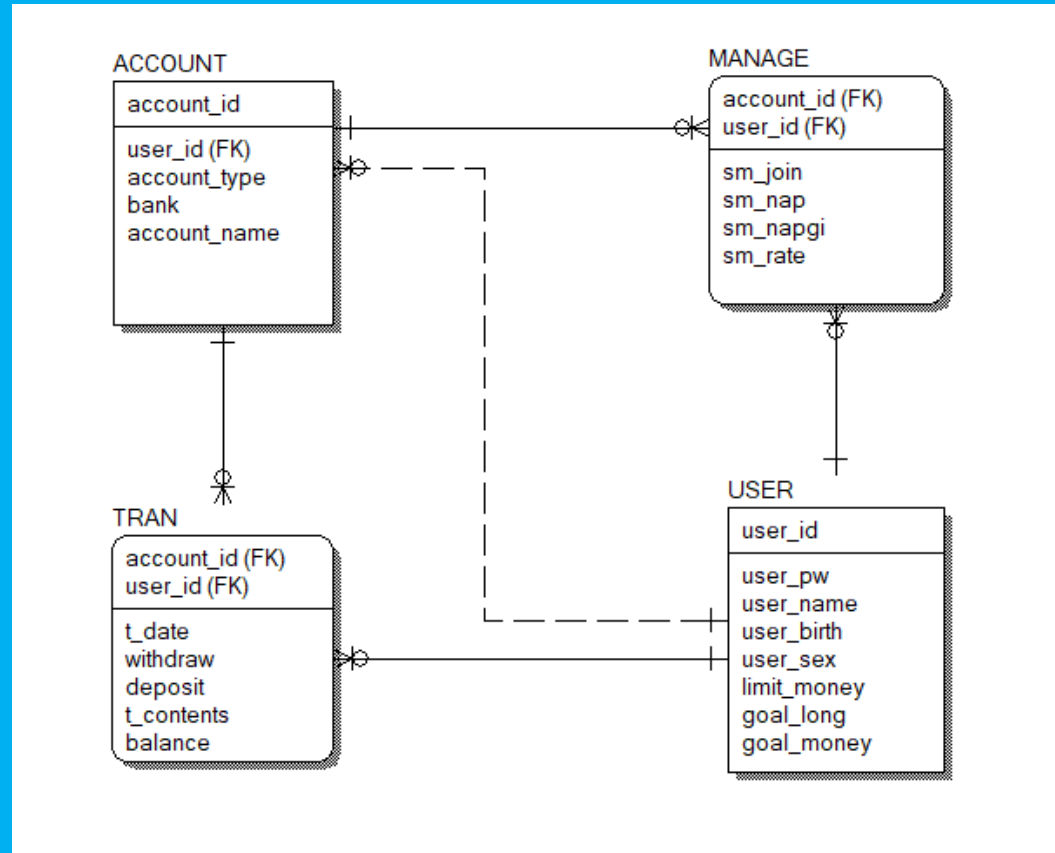 ACCOUNT
account_id
user_id (FK)
account_type
bank
account_name
MANAGE
account_id (FK)
user_id (FK)
sm_join
sm_nap
sm_napgi
sm_rate
TRAN
account_id (FK)
user_id (FK)
t_date
withdraw
deposit
t_contents
balance
USER
user_id
user_pw
user_name
user_birth
user_sex
limit_money
goal_long
goal_money